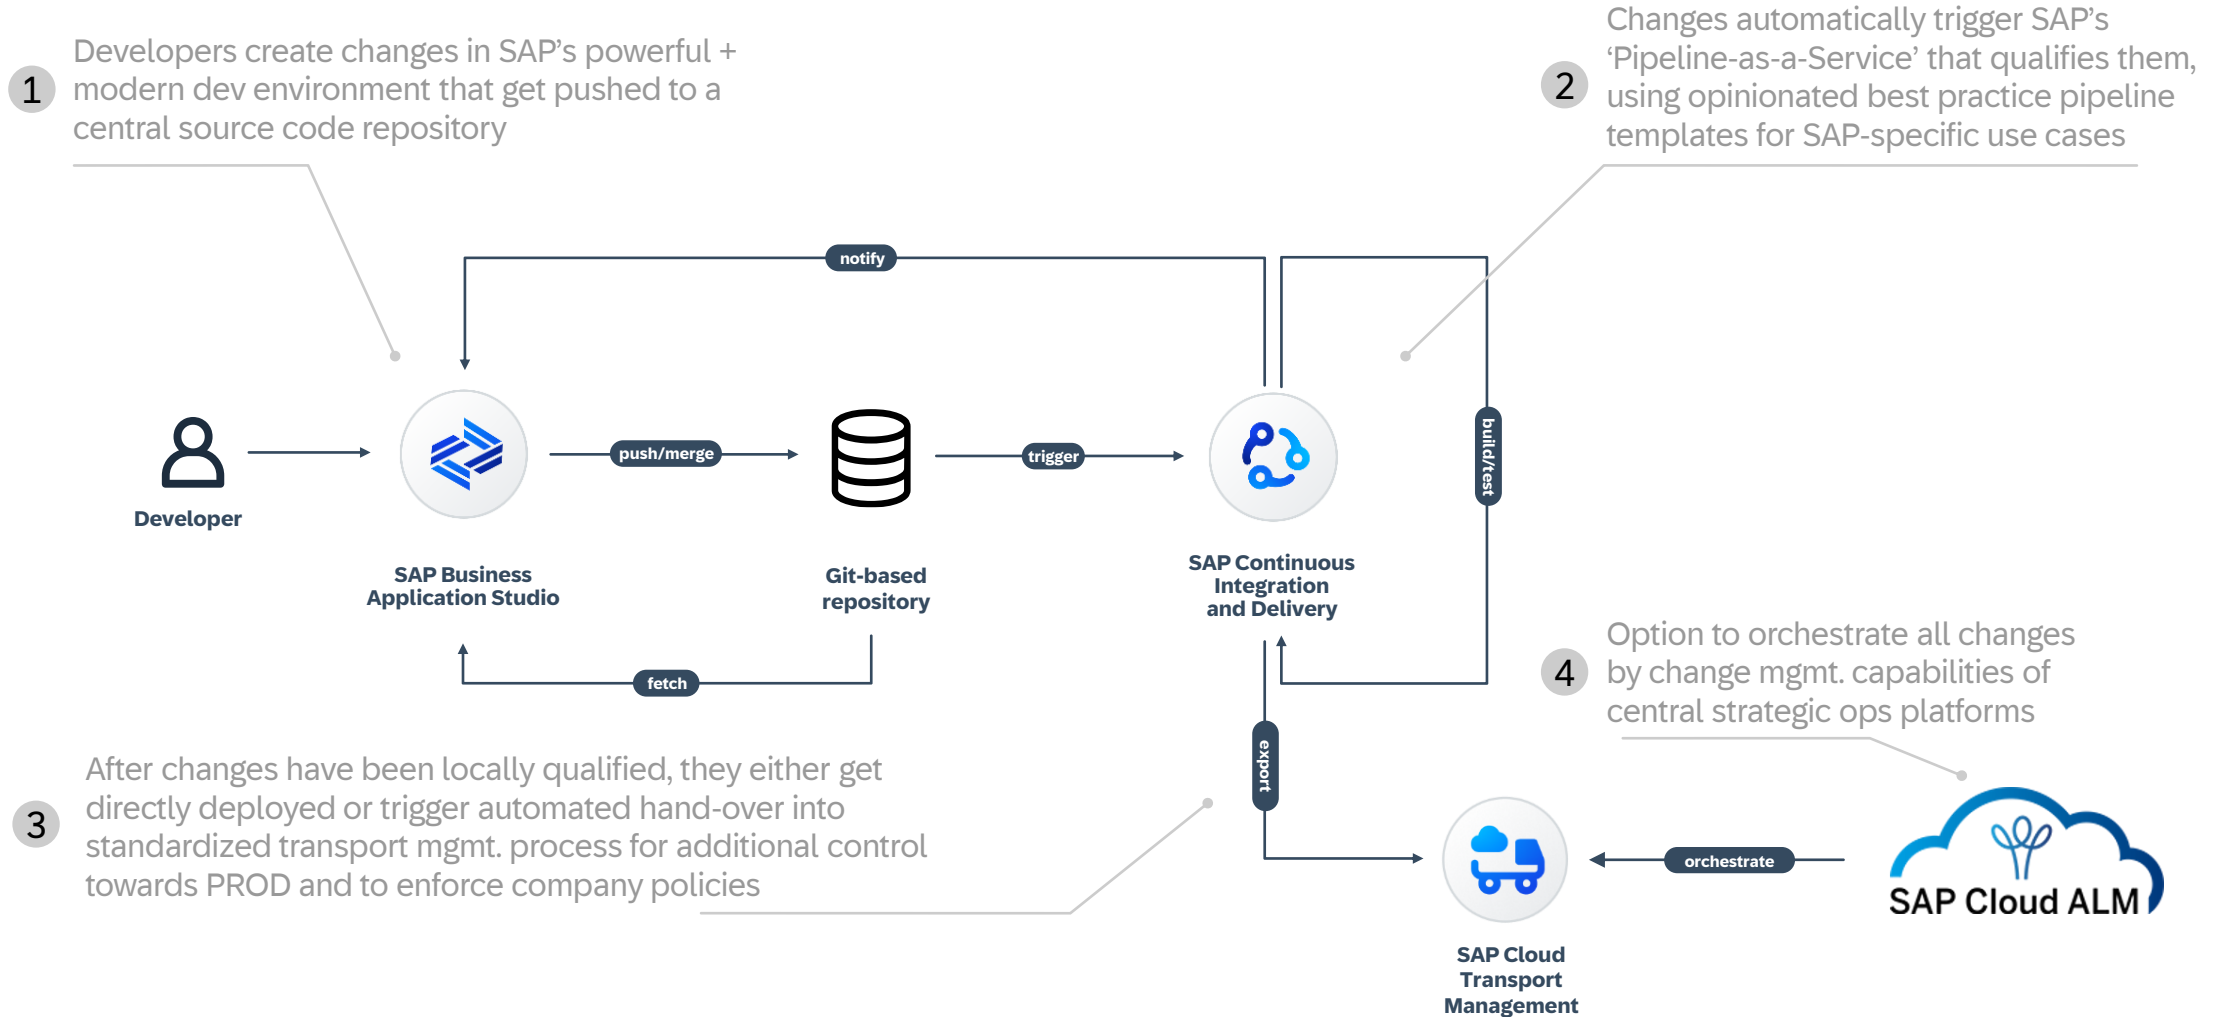 1
Developers create changes in SAP’s powerful +
modern dev environment that get pushed to a
central source code repository
2
Changes automatically trigger SAP’s
‘Pipeline-as-a-Service’ that qualifies them,
using opinionated best practice pipeline
templates for SAP-specific use cases
notify
build/test
push/merge
trigger
Developer
SAP Business
Application Studio
Git-based
repository
SAP Continuous
Integration
and Delivery
fetch
export
3
After changes have been locally qualified, they either get
directly deployed or trigger automated hand-over into
standardized transport mgmt. process for additional control
towards PROD and to enforce company policies
4
Option to orchestrate all changes
by change mgmt. capabilities of
central strategic ops platforms
orchestrate
SAP Cloud ALM
SAP Cloud
Transport
Management